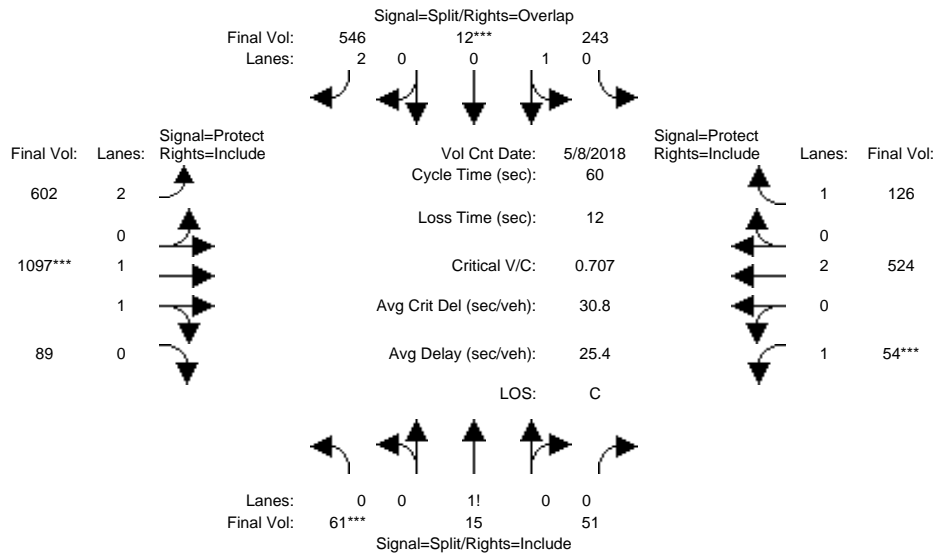 Signal=Split/Rights=Overlap
Final Vol: 546 12*** 243
Lanes: 2 0 0 1 0
Signal=Protect
Final Vol: Lanes: Rights=Include
Vol Cnt Date: 5/8/2018
Signal=Protect
Rights=Include Lanes: Final Vol:
Cycle Time (sec): 60
602 2
1 126
Loss Time (sec): 12
0
0
1097*** 1
Critical V/C: 0.707
2 524
1
Avg Crit Del (sec/veh): 30.8
0
89 0
Avg Delay (sec/veh): 25.4
1 54***
LOS: C
Lanes: 0 0 1! 0 0
Final Vol: 61*** 15 51
Signal=Split/Rights=Include